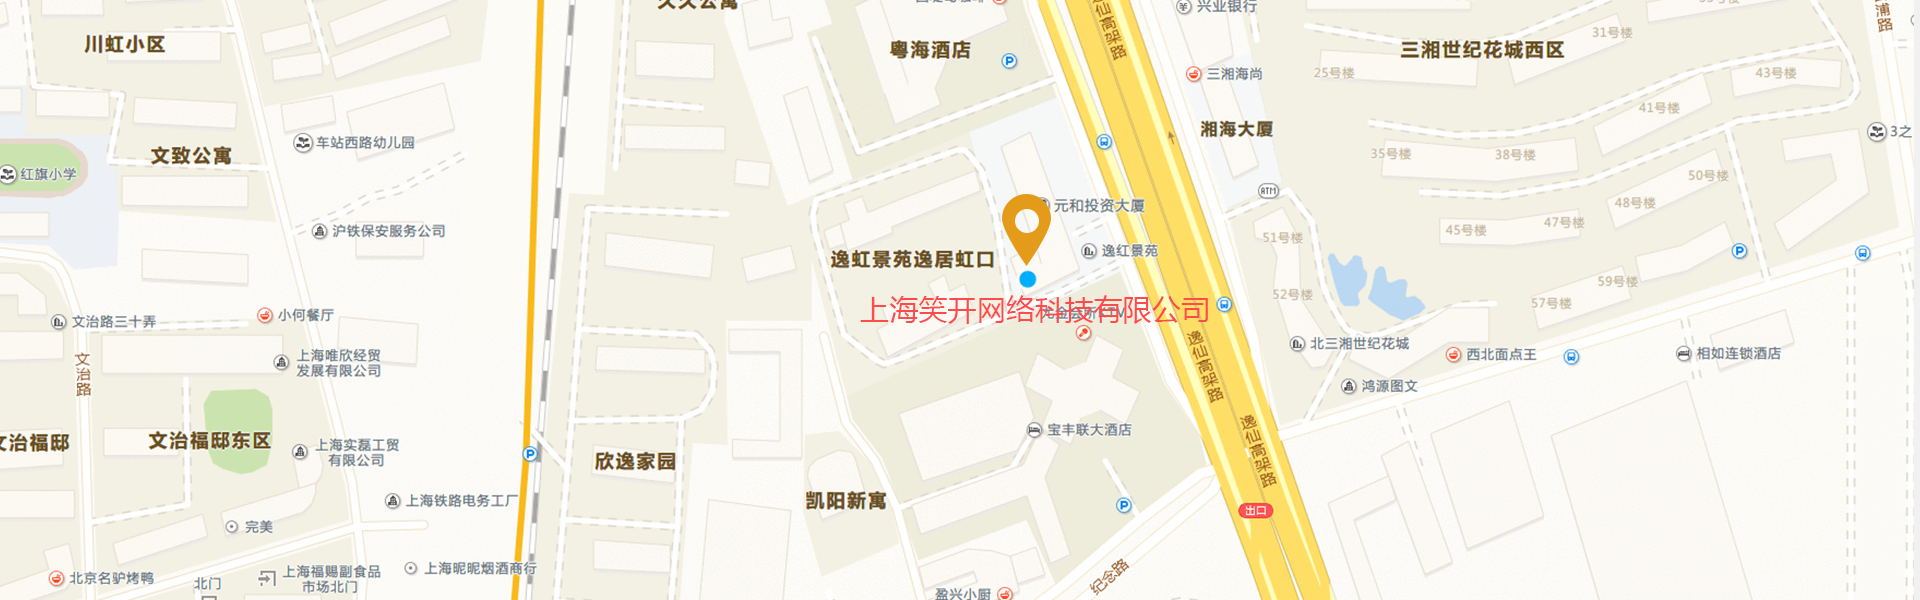 久久公寓
兴业银行
川虹小区
粤海酒店
P
逸仙高架路
三湘海尚
三湘世纪花城西区
31号楼
25号楼
43号楼
41号楼
车站西路幼儿园
文致公寓
湘海大厦
35号楼
38号楼
3之
红旗小学
ATM
50号楼
48号楼
47号楼
45号楼
51号楼
沪铁保安服务公司
元和投资大厦
逸红景苑
逸虹景苑逸居虹口
P
59号楼
57号楼
52号楼
上海笑开网络科技有限公司
小何餐厅
文治路三十弄
上海唯欣经贸
发展有限公司
文治路
逸仙高架路
北三湘世纪花城
西北面点王
相如连锁酒店
鸿源图文
宝丰联大酒店
文治福邸
文治福邸东区
上海实磊工贸
有限公司
P
欣逸家园
逸仙高架路
凯阳新寓
上海铁路电务工厂
P
出口
完美
北京名驴烤鸭
北门
上海福赐副食品
市场北门
上海昵昵烟酒商行
纪念路
盈兴小厨